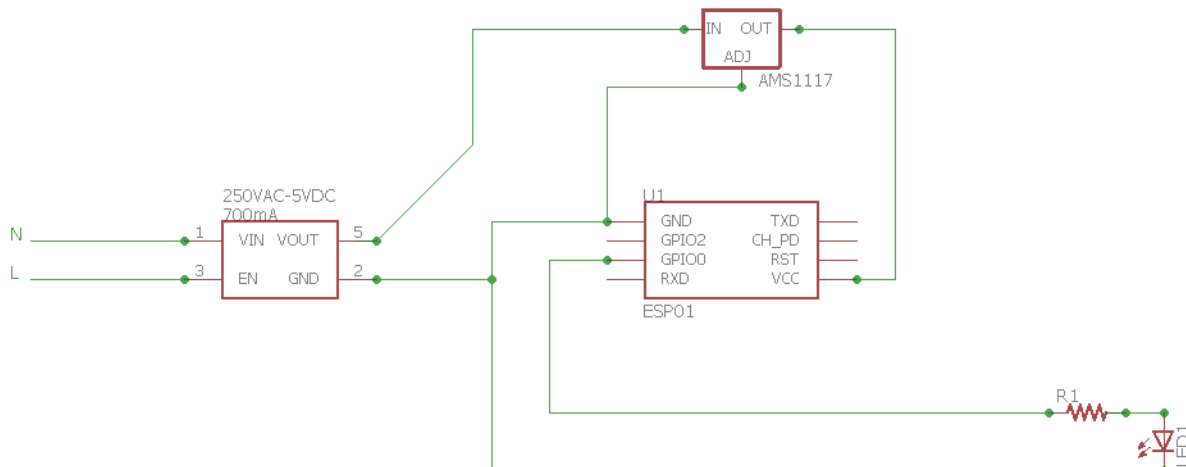 IN OUT
ADJ
AMS1117
250VAC-5VDC
700mA
N
1 VIN VOUT 5
L
3 EN GND 2
U1
GND TXD
GPIO2 CH_PD
GPIO0 RST
RXD VCC
ESP01
R1
LED1